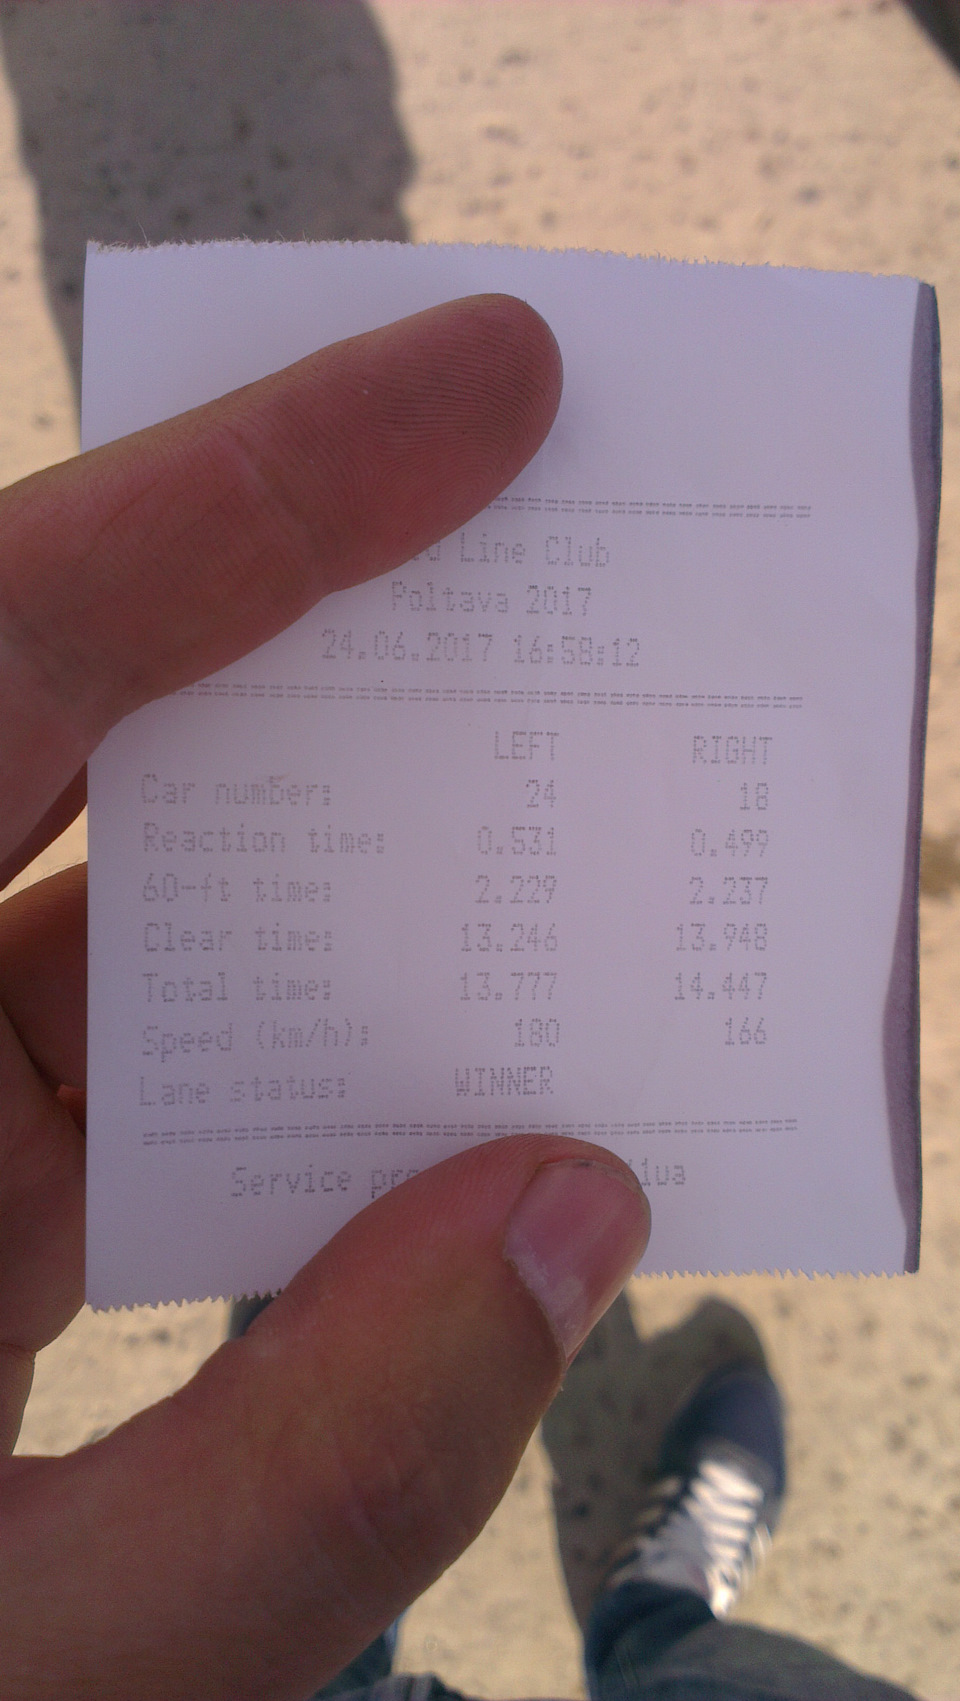 Line Club
Poltava 2017
24.06.2017 16:58:12
LEFT RIGHT
Car number: 24 18
Reaction time: 0.531 0.499
60-ft time: 2.229 2.237
Clear time: 13.246 13.948
Total time: 13.777 14.447
Speed (km/h): 180 166
Lane status: WINNER
Service